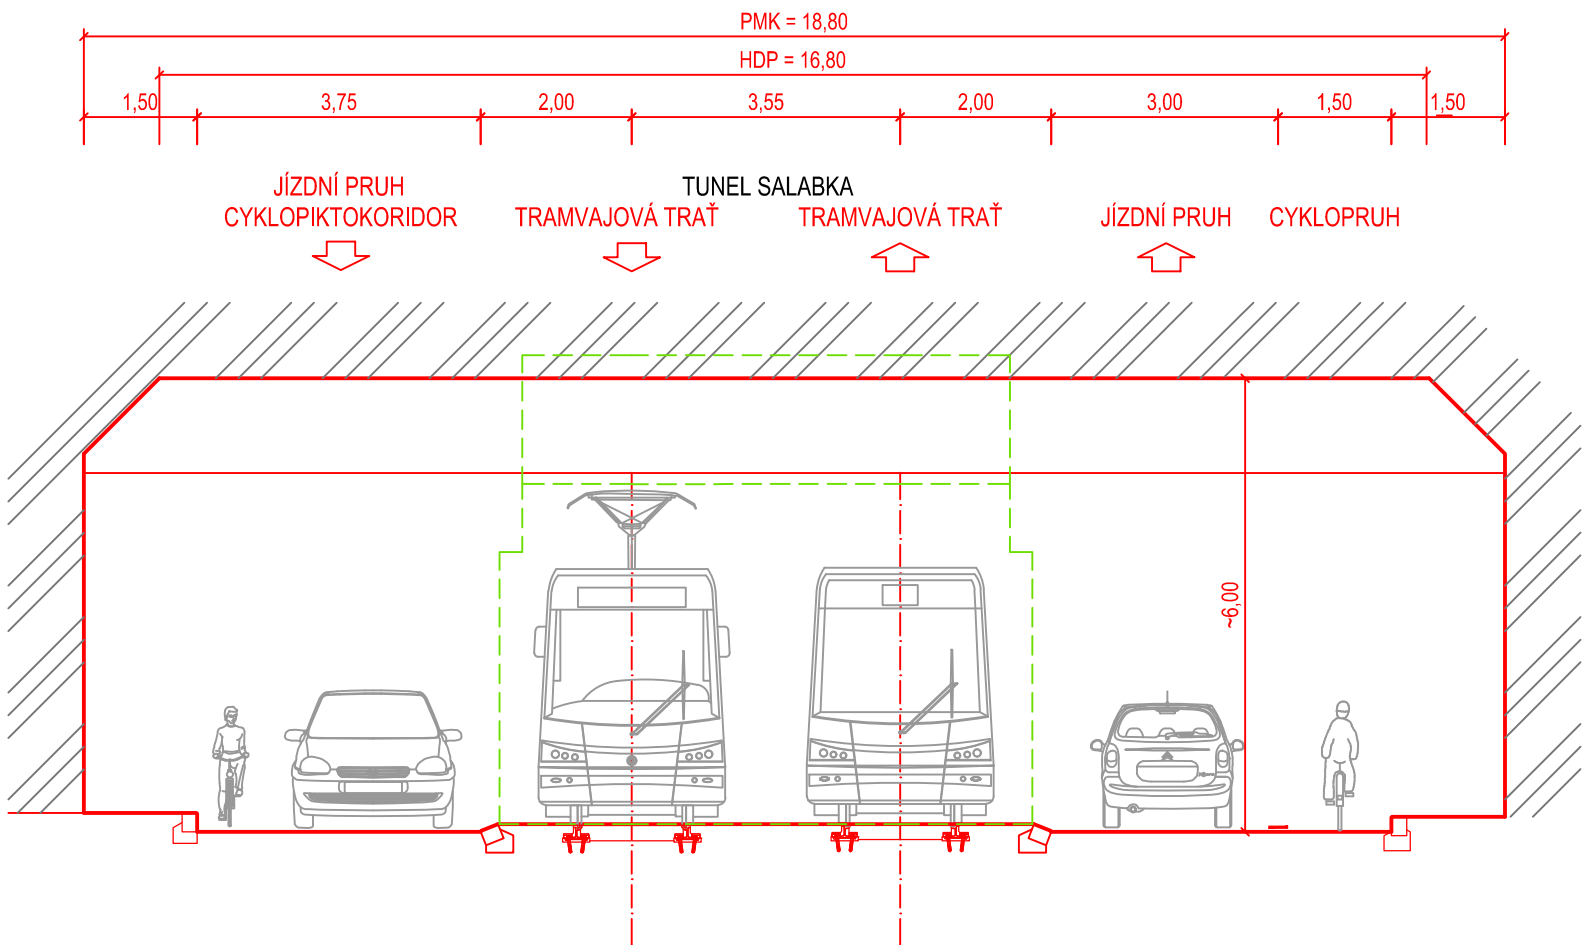 PMK = 18,80
HDP = 16,80
1,50 3,75 2,00 3,55 2,00 3,00 1,50 1,50
TUNEL SALABKA
JÍZDNÍ PRUH
CYKLOPIKTOKORIDOR
TRAMVAJOVÁ TRAŤ
TRAMVAJOVÁ TRAŤ
JÍZDNÍ PRUH
CYKLOPRUH
~6,00